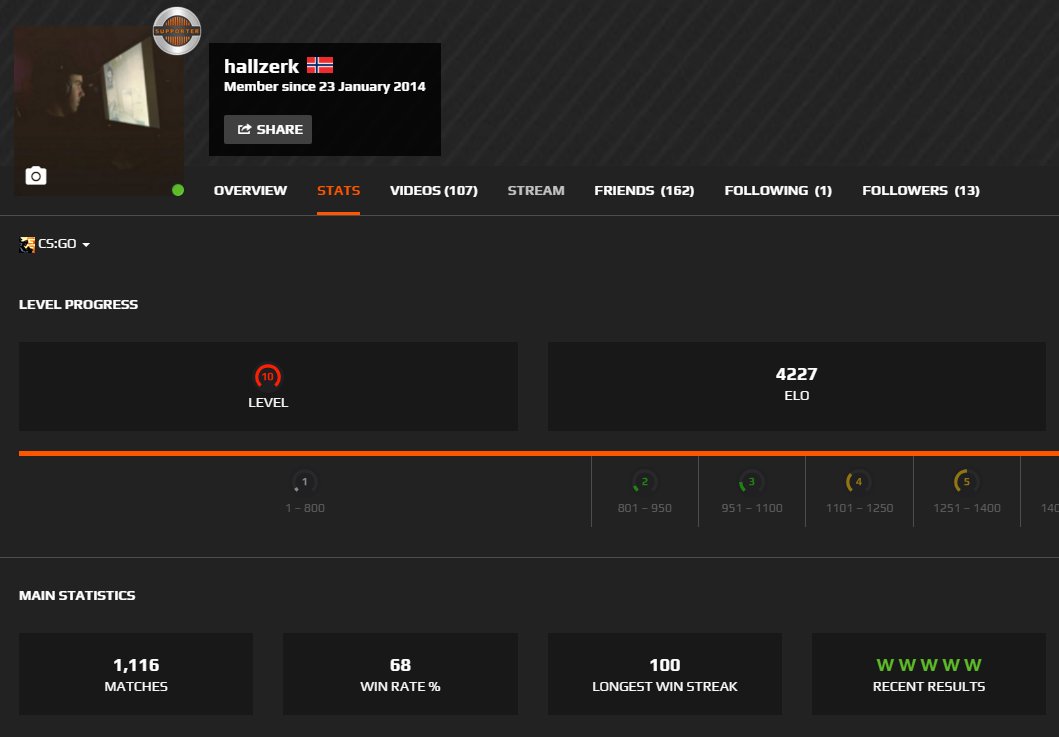 SUPPORTER
hallzerk
Member since 23 January 2014
SHARE
OVERVIEW STATS VIDEOS (107) STREAM FRIENDS (162) FOLLOWING (1) FOLLOWERS (13)
CS:GO
LEVEL PROGRESS
10
LEVEL
4227
ELO
1 2 3 4 5
1 – 800 801 – 950 951 – 1100 1101 – 1250 1251 – 1400 140
MAIN STATISTICS
1,116 68 100 W W W W W
MATCHES WIN RATE % LONGEST WIN STREAK RECENT RESULTS